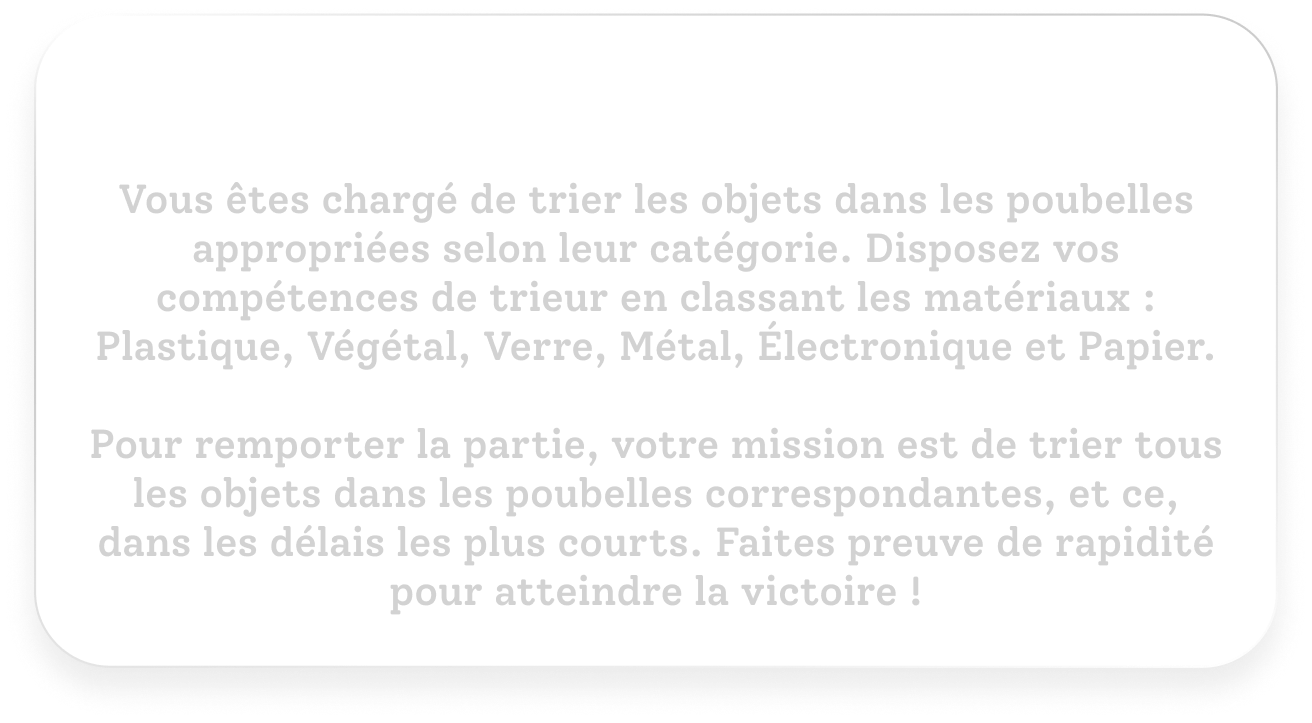 Vous êtes chargé de trier les objets dans les poubelles
appropriées selon leur catégorie. Disposez vos
compétences de trieur en classant les matériaux :
Plastique, Végétal, Verre, Métal, Électronique et Papier.
Pour remporter la partie, votre mission est de trier tous
les objets dans les poubelles correspondantes, et ce,
dans les délais les plus courts. Faites preuve de rapidité
pour atteindre la victoire !